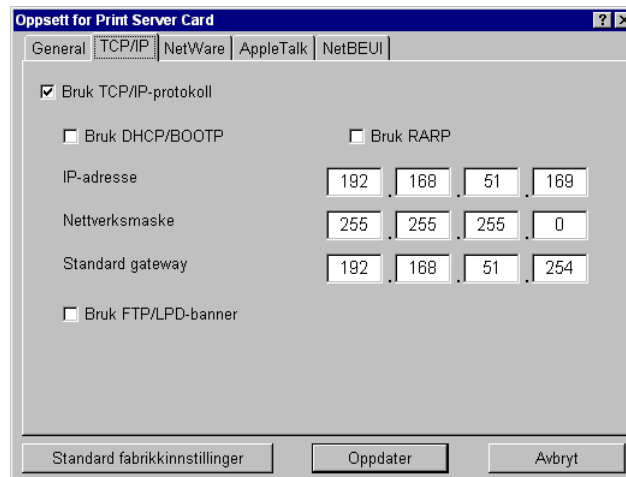 Oppsett for Print Server Card
General TCP/IP NetWare AppleTalk NetBEUI
Bruk TCP/IP-protokoll
Bruk DHCP/BOOTP Bruk RARP
IP-adresse 192 . 168 . 51 . 169
Nettverksmaske 255 . 255 . 255 . 0
Standard gateway 192 . 168 . 51 . 254
Bruk FTP/LPD-banner
Standard fabrikkinnstillinger Oppdater Avbryt